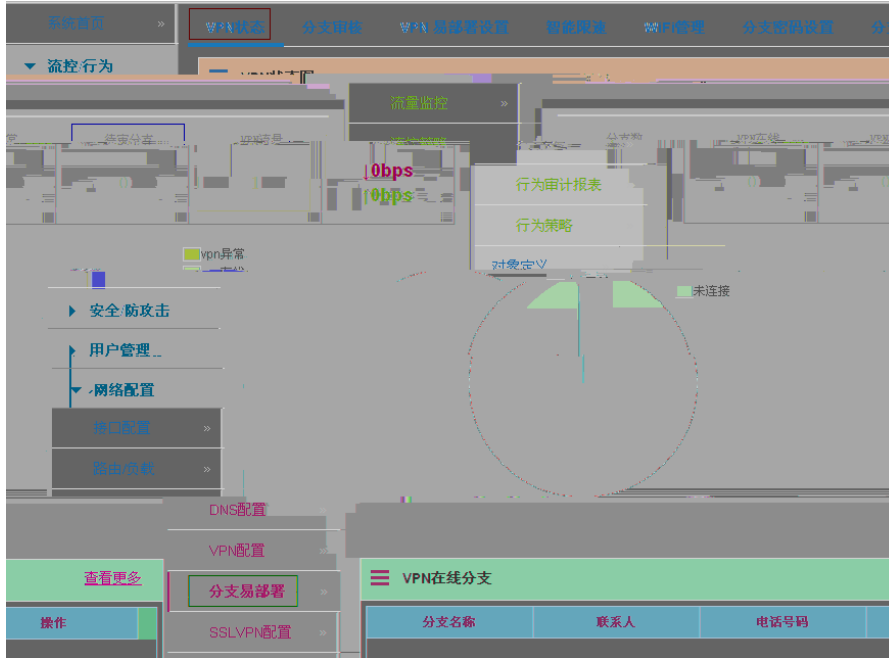 系统首页 »
VPN状态 分支审核 VPN 易部署设置 智能限速 WIFI管理 分支密码设置
流控/行为
流量监控 »
待审分支
0bps
0bps
行为审计报表
行为策略
对象定义
vpn异常
未连接
安全/防攻击
用户管理
网络配置
接口配置 »
路由/负载 »
DNS配置 »
VPN配置 »
查看更多
分支易部署 »
VPN在线分支
操作
SSLVPN配置 »
分支名称 联系人 电话号码